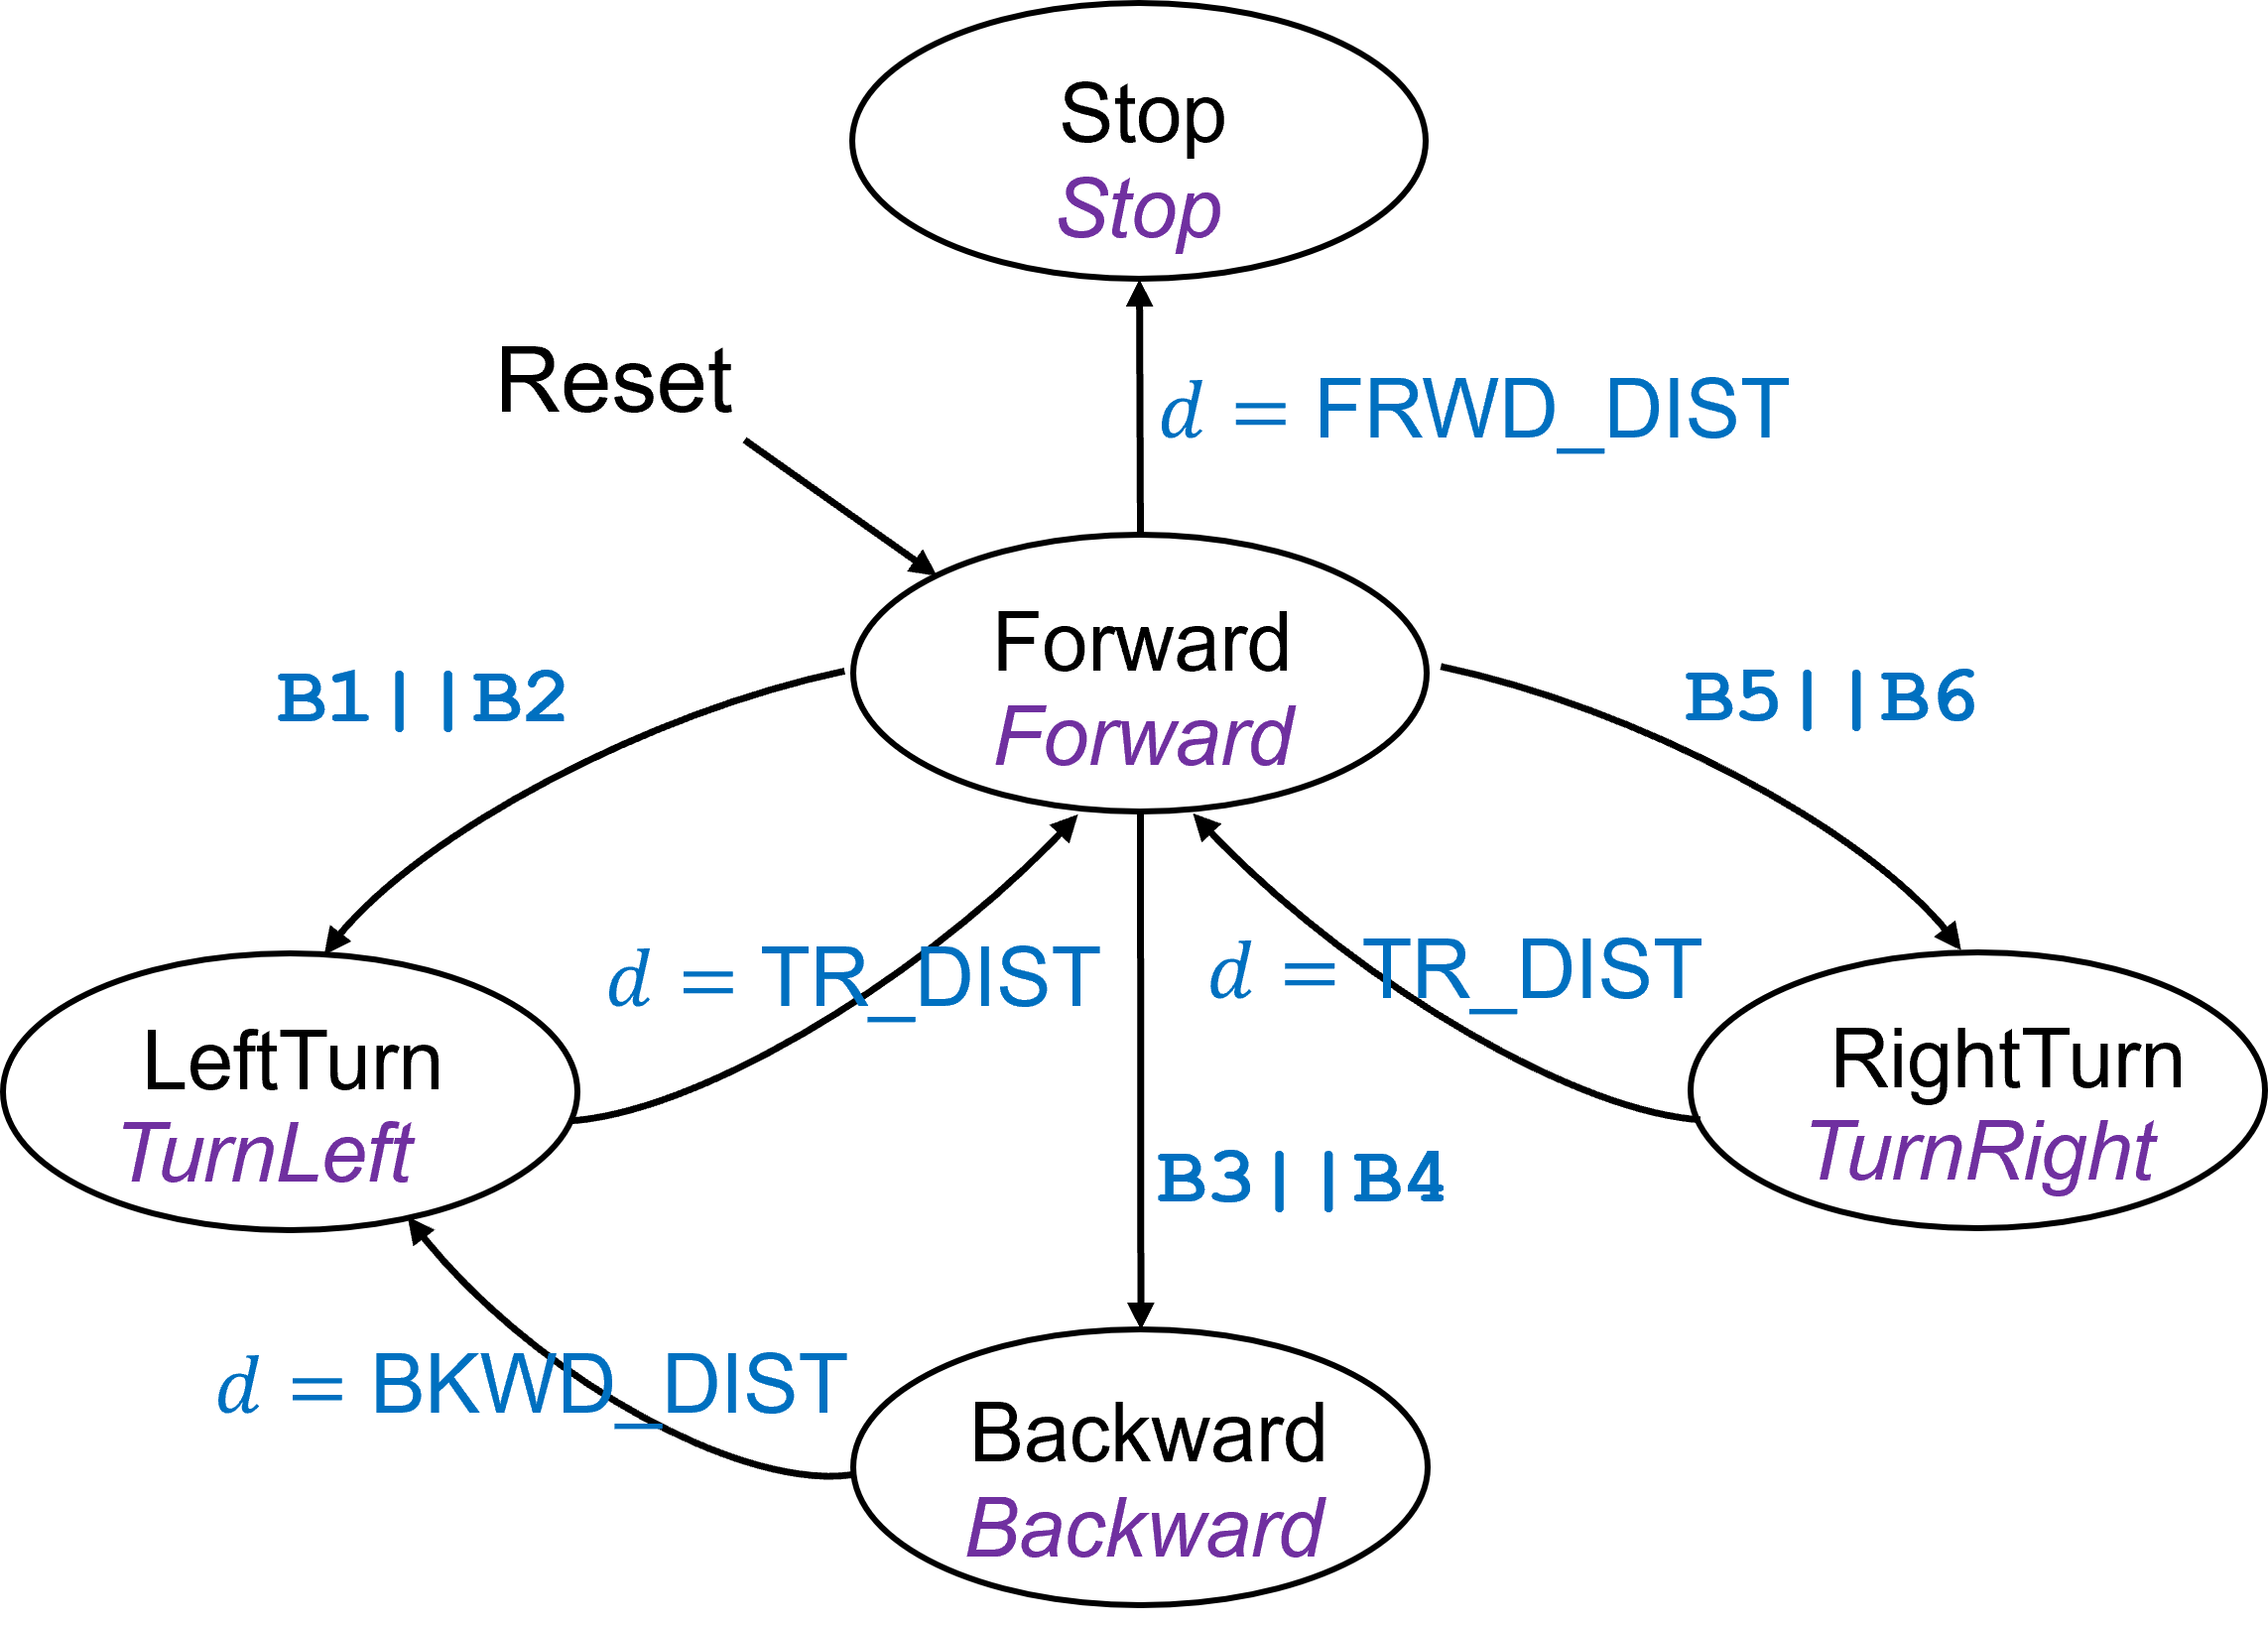 Stop
Stop
Reset
d = FRWD_DIST
Forward
Forward
B1||B2
B5||B6
d = TR_DIST
d = TR_DIST
LeftTurn
TurnLeft
RightTurn
TurnRight
B3||B4
d = BKWD_DIST
Backward
Backward